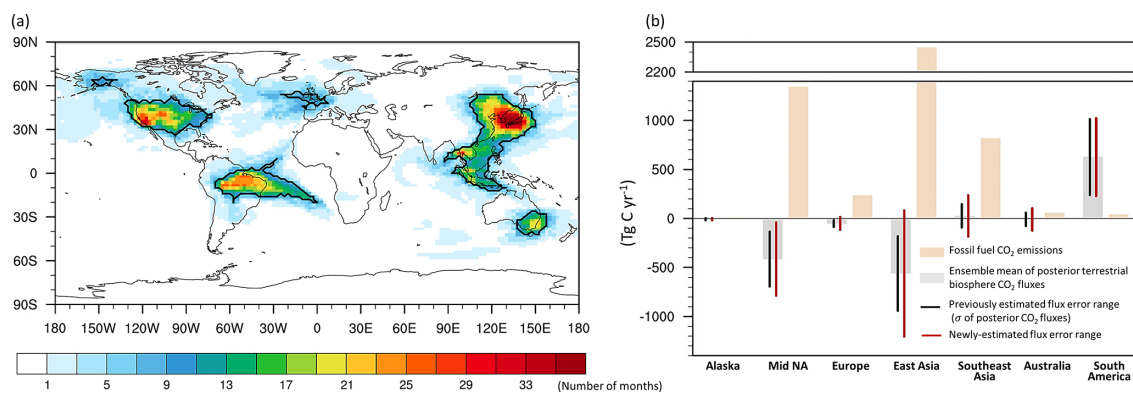 (a)
90N
60N
30N
0
30S
60S
90S
180 150W 120W 90W 60W 30W 0 30E 60E 90E 120E 150E 180
1 5 9 13 17 21 25 29 33 (Number of months)
(b)
2500
2200
1000
500
0
-500
-1000
(Tg C yr-1)
Fossil fuel CO2 emissions
Ensemble mean of posterior terrestrial
biosphere CO2 fluxes
Previously estimated flux error range
(σ of posterior CO2 fluxes)
Newly-estimated flux error range
Alaska Mid NA Europe East Asia Southeast Australia South
Asia America